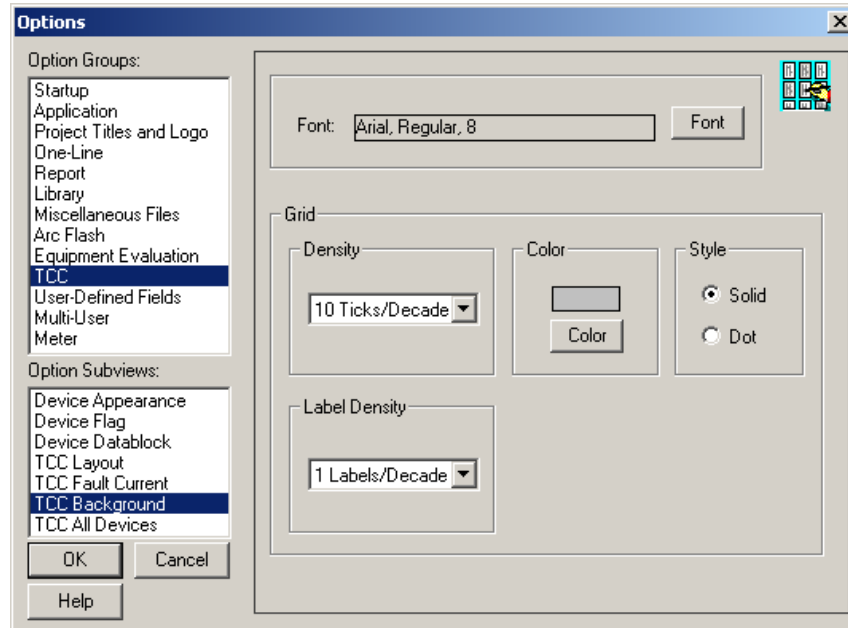 Options
Option Groups:
Startup
Application
Project Titles and Logo
One-Line
Report
Library
Miscellaneous Files
Arc Flash
Equipment Evaluation
TCC
User-Defined Fields
Multi-User
Meter
Option Subviews:
Device Appearance
Device Flag
Device Datablock
TCC Layout
TCC Fault Current
TCC Background
TCC All Devices
OK
Cancel
Help
Font:
Arial, Regular, 8
Font
Grid
Density
10 Ticks/Decade
Color
Color
Style
Solid
Dot
Label Density
1 Labels/Decade